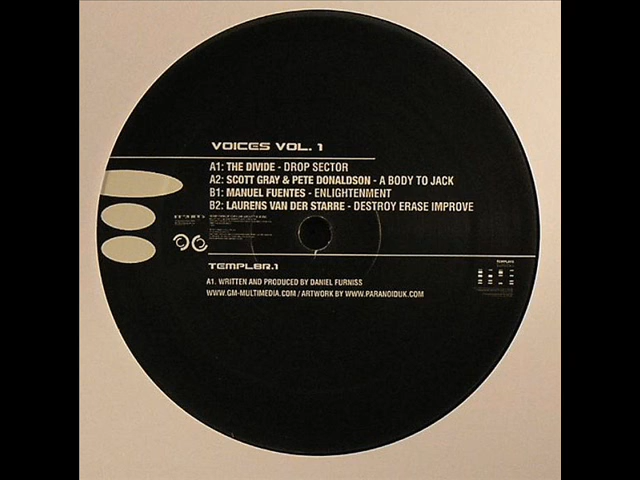 VOICES VOL. 1
A1: THE DIVIDE - DROP SECTOR
A2: SCOTT GRAY & PETE DONALDSON - A BODY TO JACK
B1: MANUEL FUENTES - ENLIGHTENMENT
B2: LAURENS VAN DER STARRE - DESTROY ERASE IMPROVE
TEMPL8R.1
A1. WRITTEN AND PRODUCED BY DANIEL FURNISS
WWW.GM-MULTIMEDIA.COM / ARTWORK BY WWW.PARANOIDUK.COM